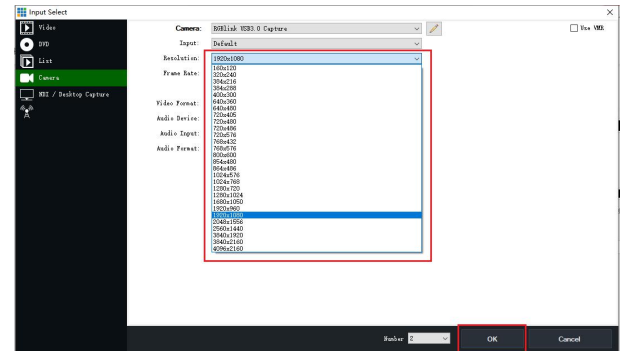 Input Select
Video
DVD
List
Camera
NDI / Desktop Capture
Camera: RGBlink USB3.0 Capture
Use VMR
Input: Default
Resolution: 1920x1080
Frame Rate:
Video Format:
Audio Device:
Audio Input:
Audio Format:
160x120
320x240
384x216
384x288
400x300
640x360
640x480
720x405
720x480
720x486
720x576
768x432
768x576
800x600
854x480
864x486
1024x576
1024x768
1280x720
1280x1024
1680x1050
1920x960
1920x1080
2048x1556
2560x1440
3840x1920
3840x2160
4096x2160
Number 2
OK
Cancel